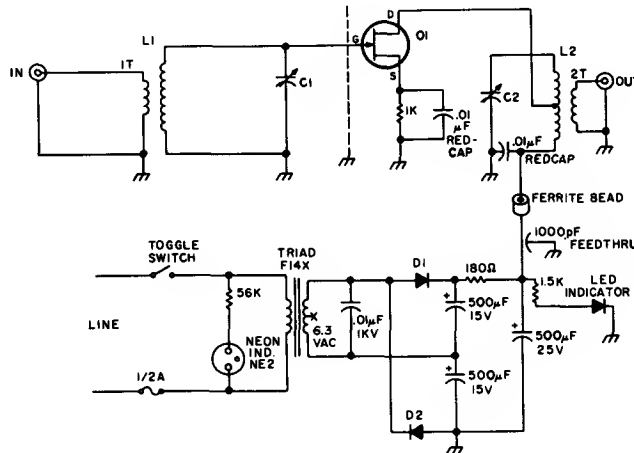 IN
1T
L1
C1
G
D
Q1
S
1K
.01
µF
RED-
CAP
C2
L2
2T
OUT
.01µF
REDCAP
FERRITE BEAD
1000pF
FEEDTHRU
TOGGLE
SWITCH
LINE
1/2A
56K
NEON
IND.
NE2
TRIAD
F14X
6.3
VAC
.01µF
1KV
D1
D2
180Ω
500µF
15V
500µF
15V
1.5K
LED
INDICATOR
500µF
25V